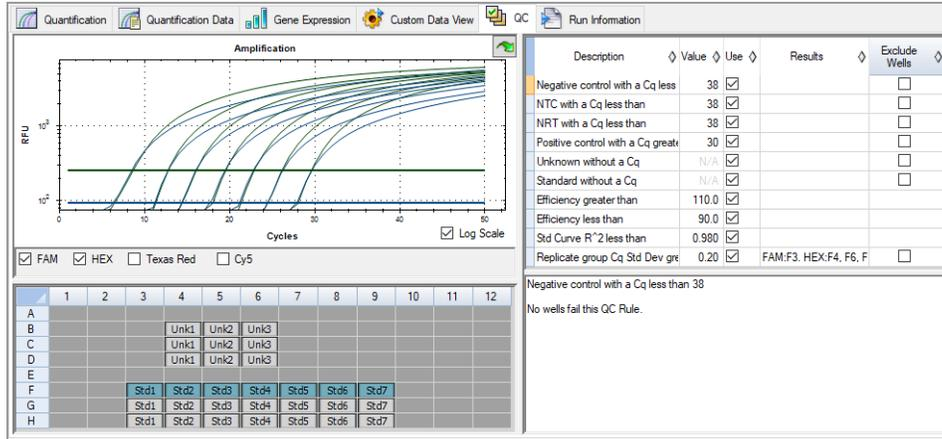 Quantification Quantification Data Gene Expression Custom Data View QC Run Information
Amplification
RFU
10³
10²
0 10 20 30 40 50
Cycles
Log Scale
FAM HEX Texas Red Cy5
1 2 3 4 5 6 7 8 9 10 11 12
A
B Unk1 Unk2 Unk3
C Unk1 Unk2 Unk3
D Unk1 Unk2 Unk3
E
F Std1 Std2 Std3 Std4 Std5 Std6 Std7
G Std1 Std2 Std3 Std4 Std5 Std6 Std7
H Std1 Std2 Std3 Std4 Std5 Std6 Std7
Description Value Use Results Exclude Wells
Negative control with a Cq less 38
NTC with a Cq less than 38
NRT with a Cq less than 38
Positive control with a Cq greate 30
Unknown without a Cq N/A
Standard without a Cq N/A
Efficiency greater than 110.0
Efficiency less than 90.0
Std Curve R^2 less than 0.980
Replicate group Cq Std Dev gre 0.20 FAM:F3. HEX:F4, F6, F
Negative control with a Cq less than 38
No wells fail this QC Rule.